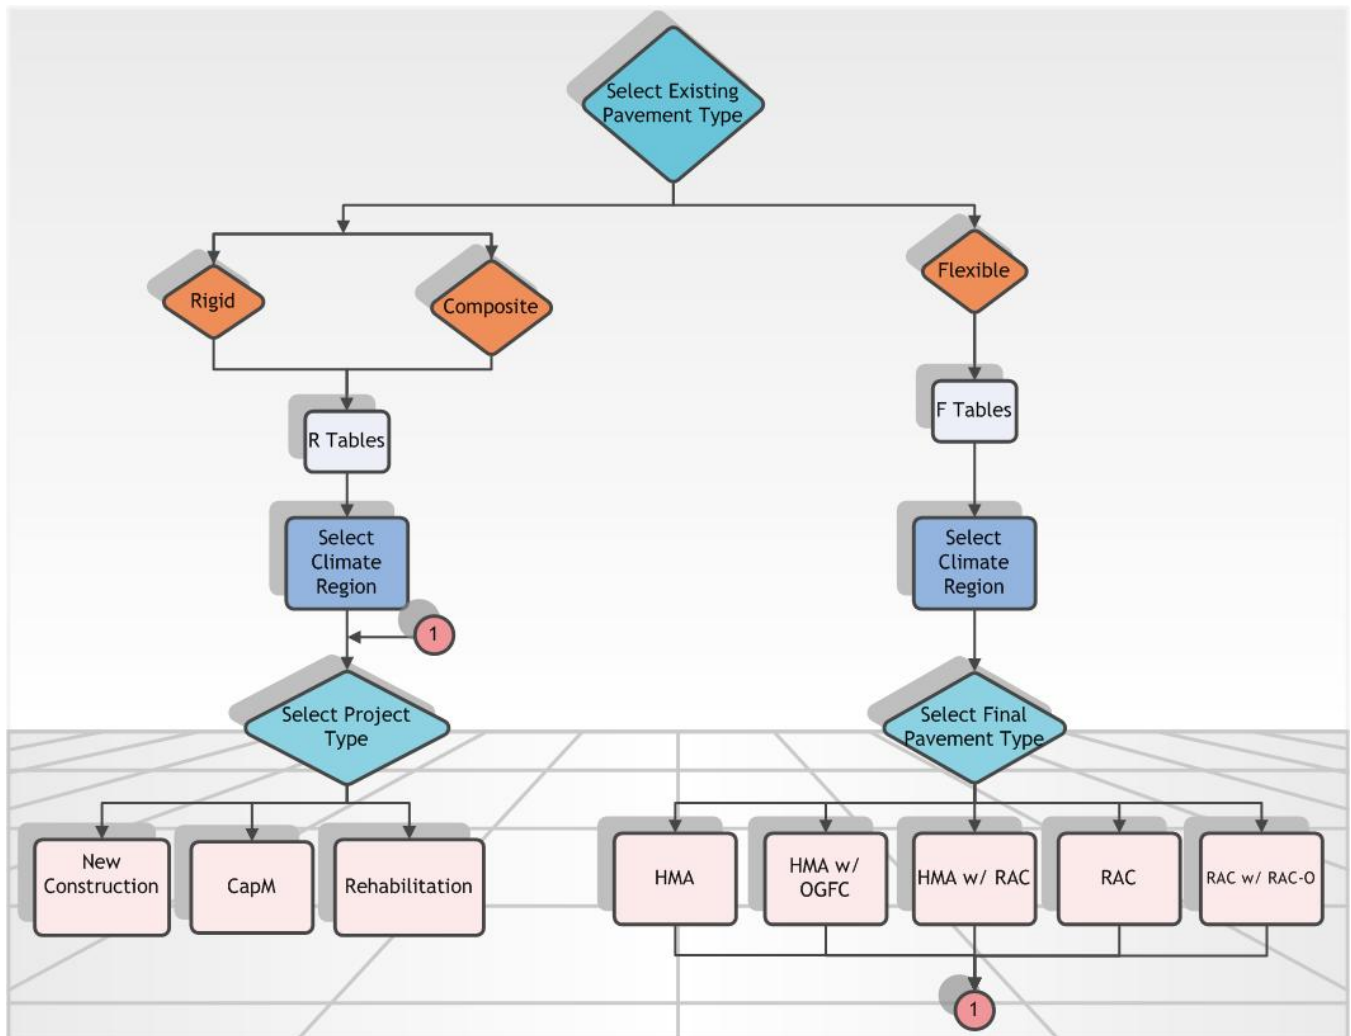 Select Existing
Pavement Type
Rigid
Composite
Flexible
R Tables
F Tables
Select
Climate
Region
Select
Climate
Region
1
Select Project
Type
Select Final
Pavement Type
New
Construction
CapM
Rehabilitation
HMA
HMA w/
OGFC
HMA w/ RAC
RAC
RAC w/ RAC-O
1